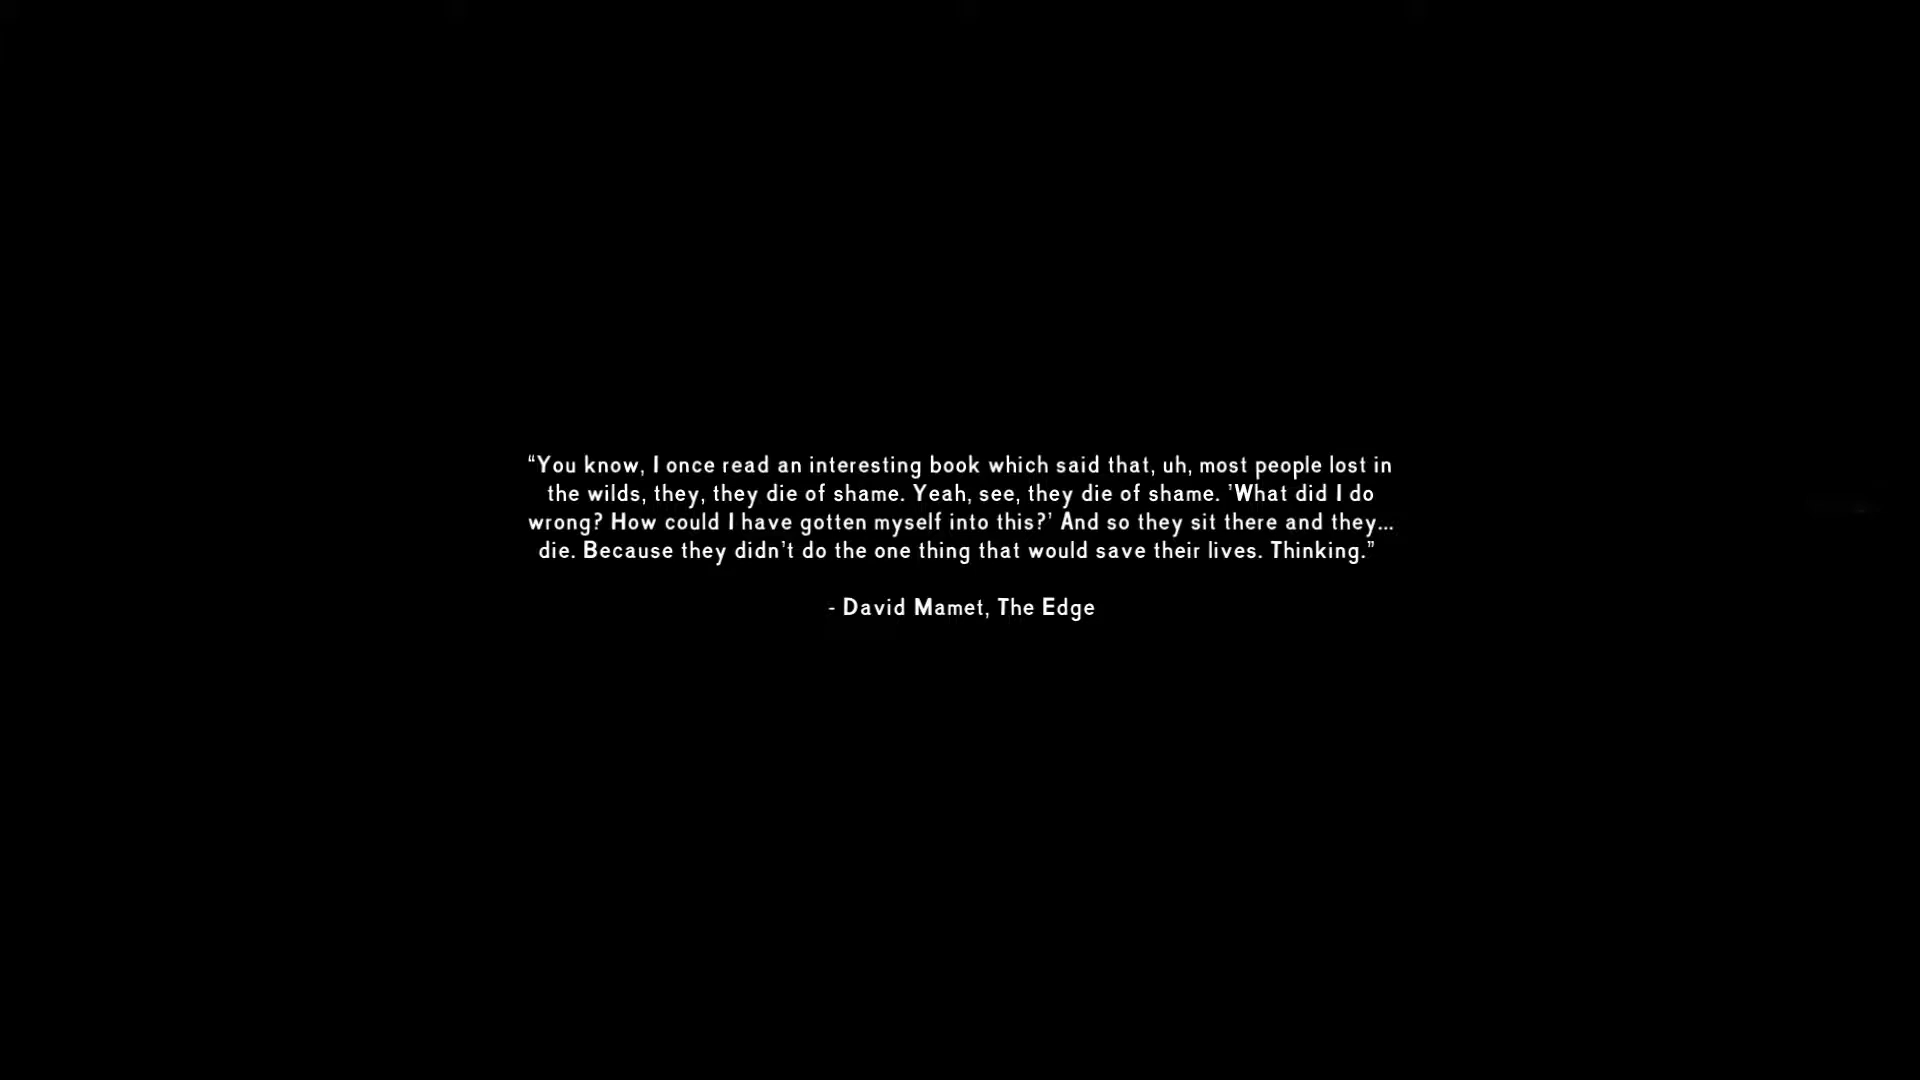 “You know, I once read an interesting book which said that, uh, most people lost in
the wilds, they, they die of shame. Yeah, see, they die of shame. ’What did I do
wrong? How could I have gotten myself into this?’ And so they sit there and they...
die. Because they didn’t do the one thing that would save their lives. Thinking.”
- David Mamet, The Edge